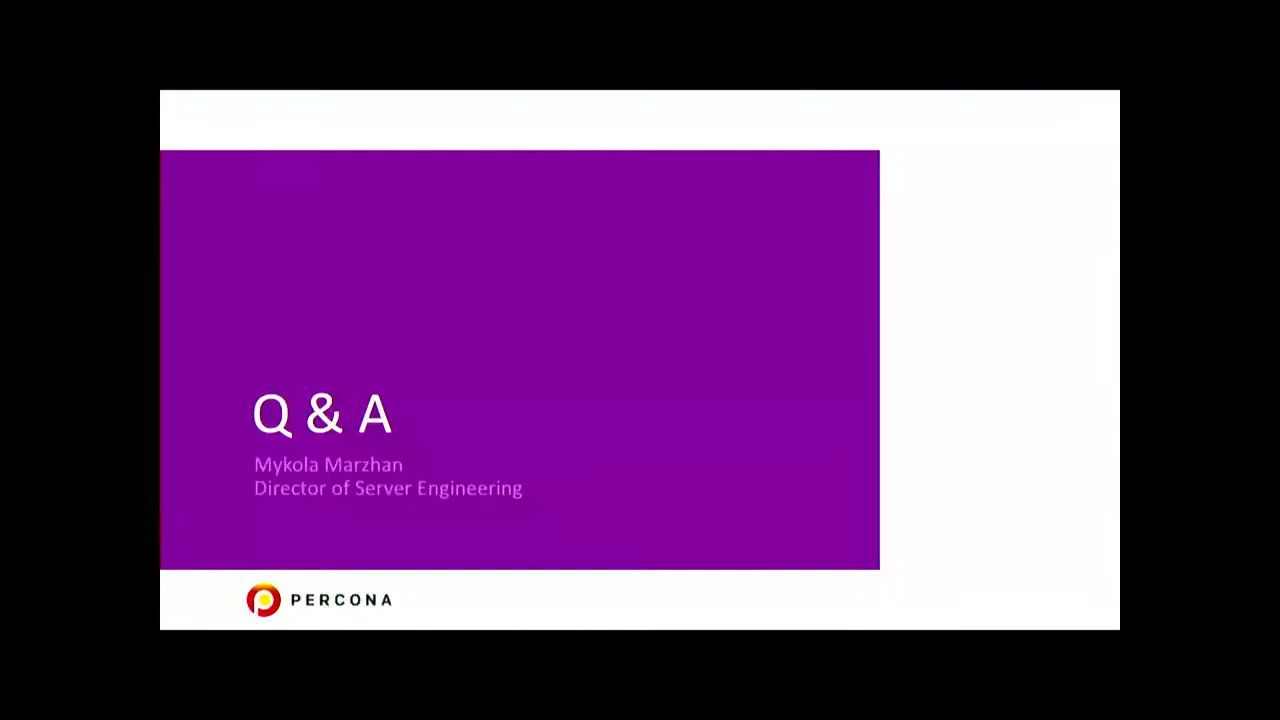 Q & A
Mykola Marzhan
Director of Server Engineering
PERCONA